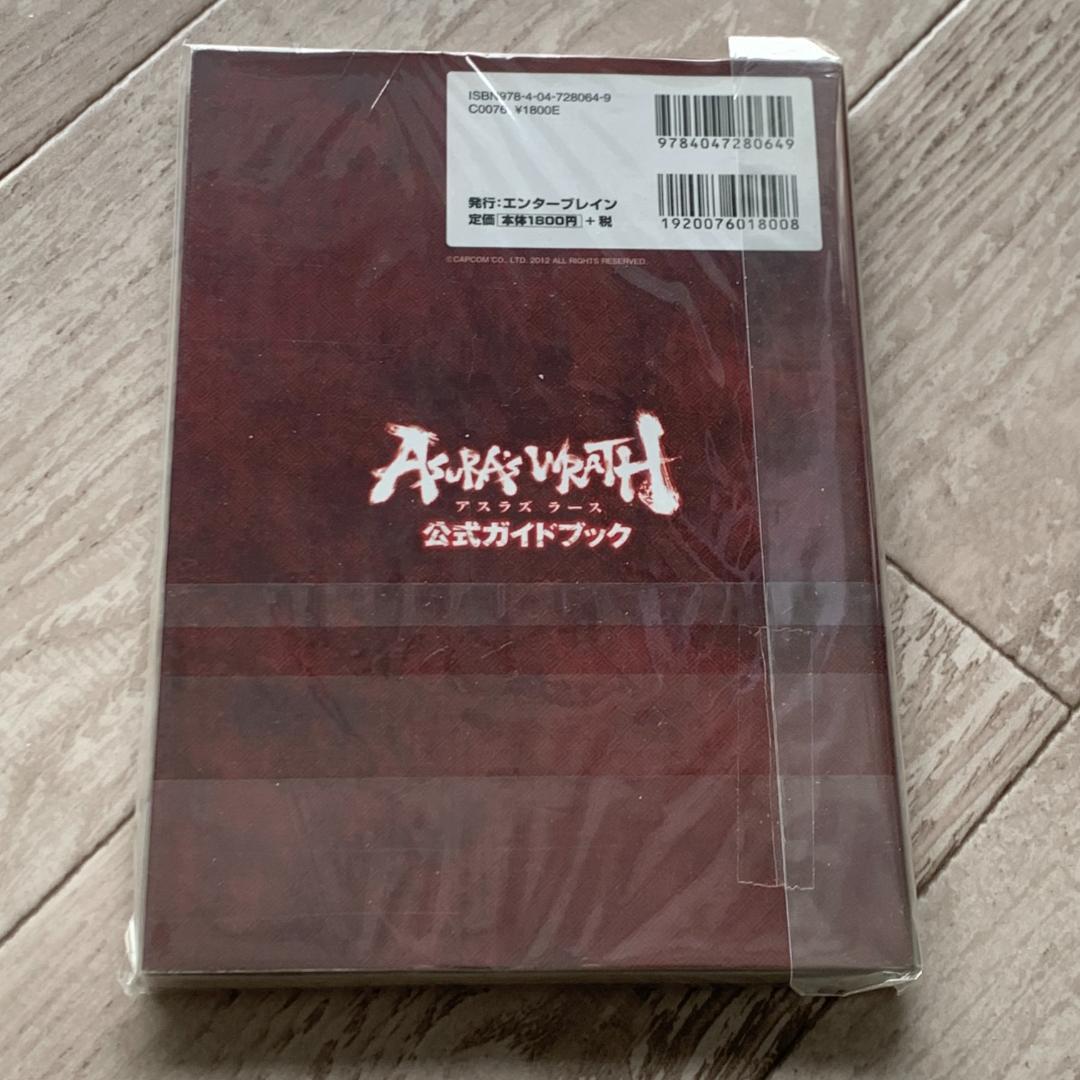 ISBN978-4-04-728064-9
C0076 ¥1800E
9784047280649
発行:エンターブレイン
定価 本体1800円 +税
1920076018008
©CAPCOM CO., LTD. 2012 ALL RIGHTS RESERVED.
ASURA'S WRATH
アスラズ ラース
公式ガイドブック